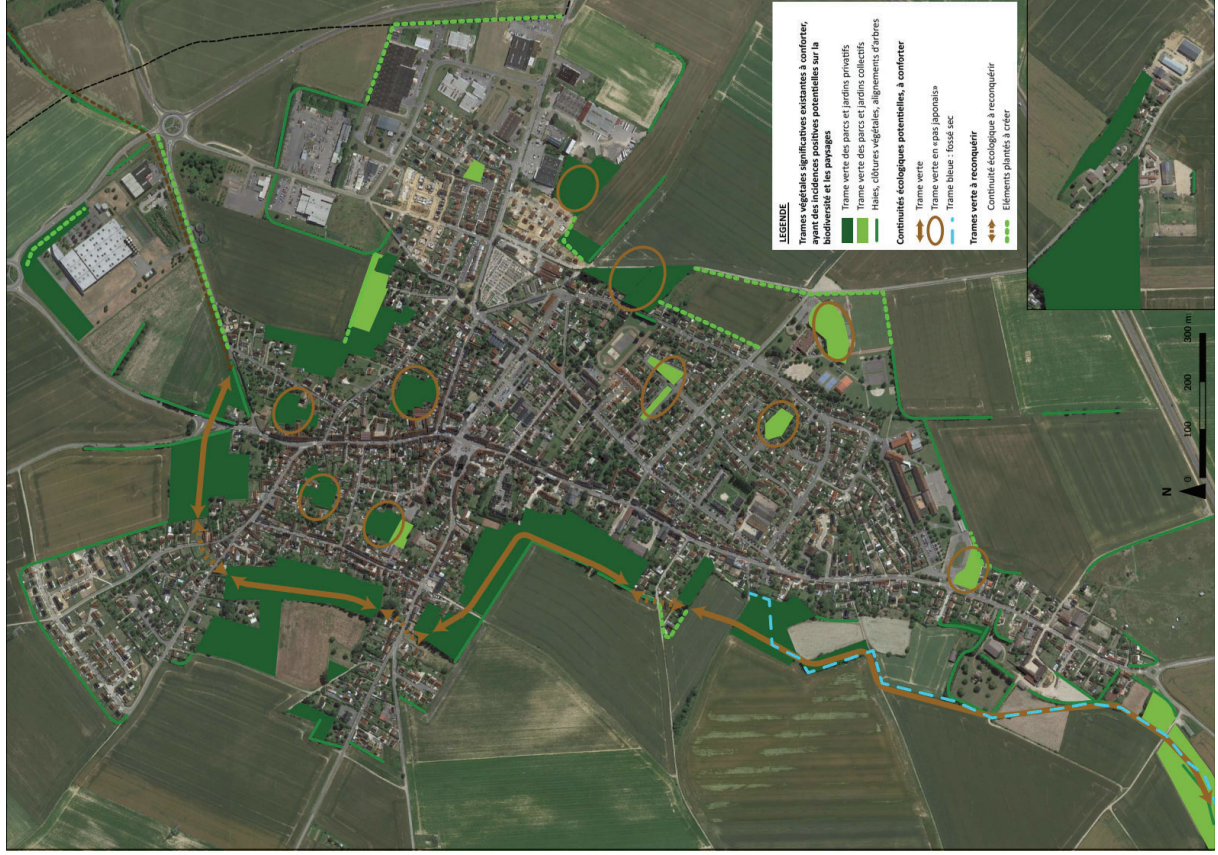 LEGENDE
Trames végétales significatives existantes à conforter,
ayant des incidences positives potentielles sur la
biodiversité et les paysages
Trame verte des parcs et jardins privatifs
Trame verte des parcs et jardins collectifs
Haies, clôtures végétales, alignements d'arbres
Continuités écologiques potentielles, à conforter
Trame verte
Trame verte en «pas japonais»
Trame bleue : fossé sec
Trames verte à reconquérir
Continuité écologique à reconquérir
Eléments plantés à créer
N
0 100 200 300 m